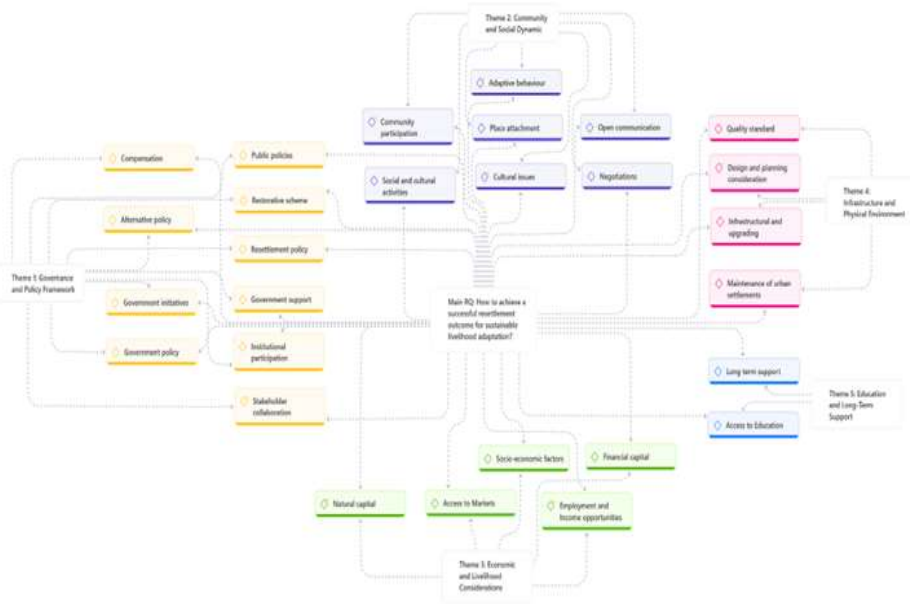 Theme 2: Community
and Social Dynamic
Adaptive behaviour
Community
participation
Place attachment
Open communication
Social and cultural
activities
Cultural issues
Negotiations
Compensation
Public policies
Restorative scheme
Alternative policy
Resettlement policy
Theme 1: Governance
and Policy Framework
Government initiatives
Government support
Government policy
Institutional
participation
Stakeholder
collaboration
Main RQ: How to achieve a
successful resettlement
outcome for sustainable
livelihood adaptation?
Quality standard
Design and planning
consideration
Infrastructural and
upgrading
Maintenance of urban
settlements
Theme 4:
Infrastructure and
Physical Environment
Long term support
Access to Education
Theme 5: Education
and Long-Term
Support
Socio-economic factors
Financial capital
Natural capital
Access to Markets
Employment and
Income opportunities
Theme 3: Economic
and Livelihood
Considerations